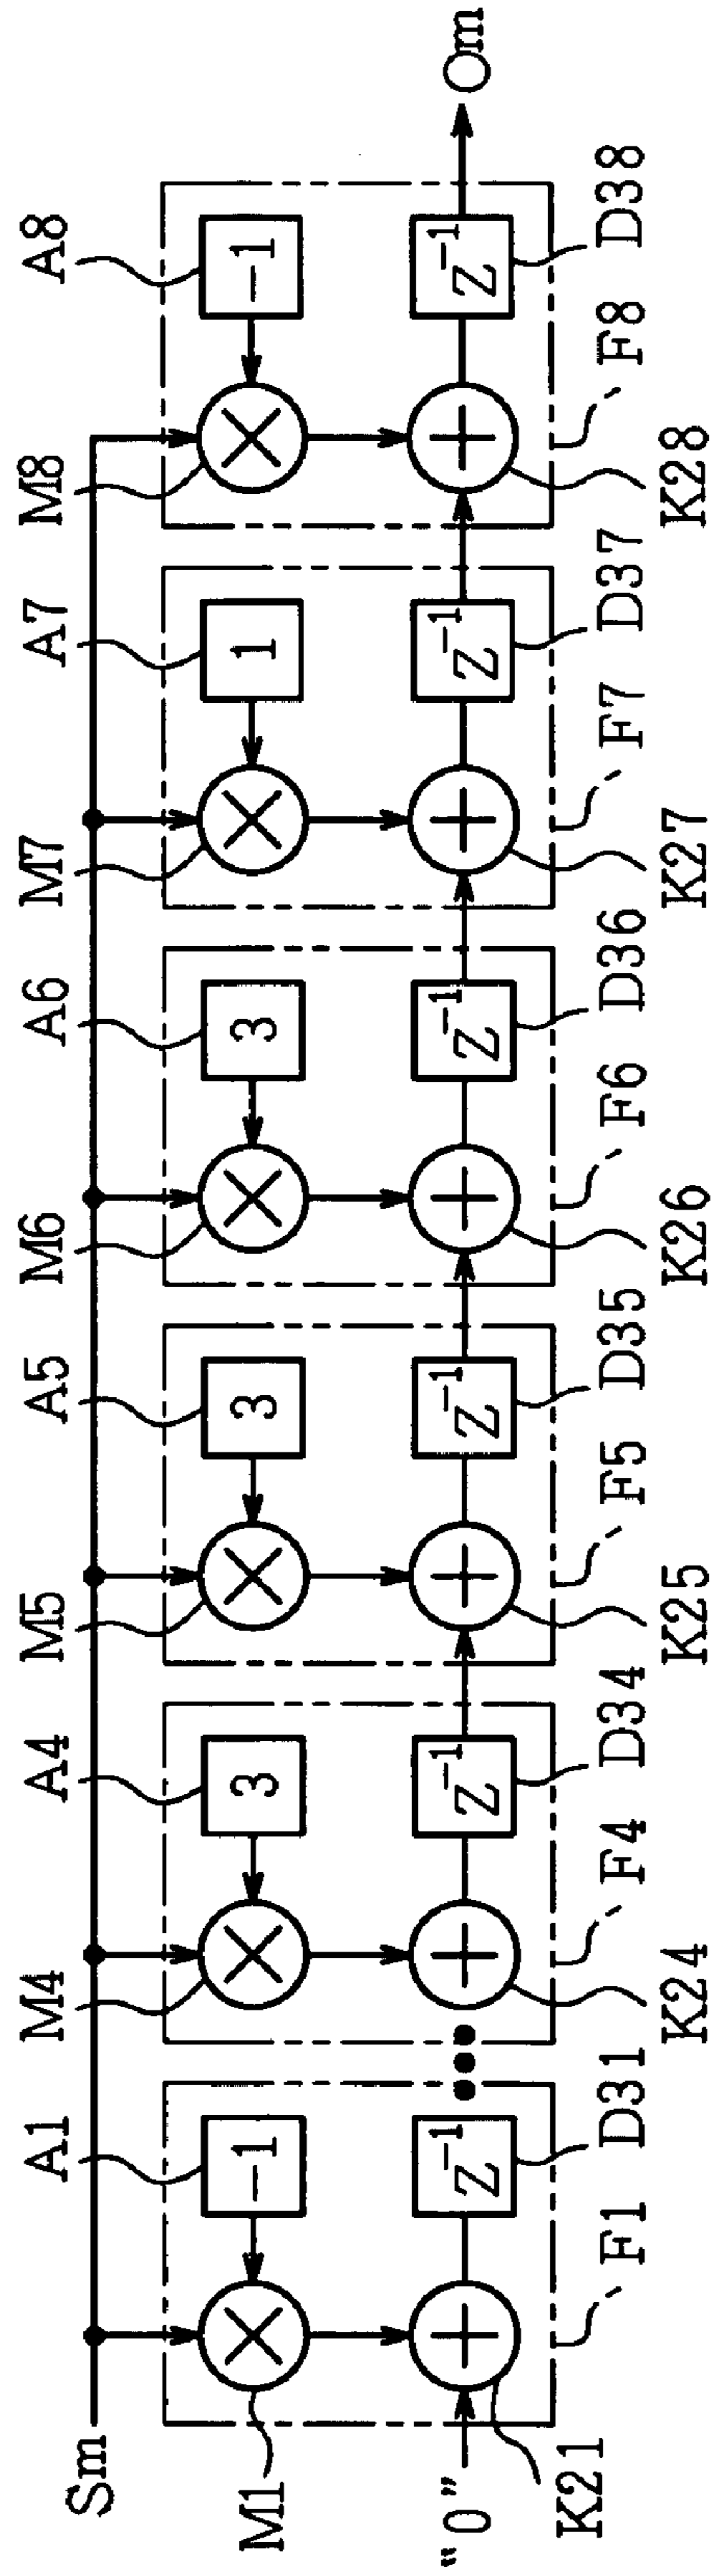 Sm
M1 A1 M4 A4 M5 A5 M6 A6 M7 A7 M8 A8
-1 3 3 3 1 -1
"0"
Z⁻¹ Z⁻¹ Z⁻¹ Z⁻¹ Z⁻¹ Z⁻¹
Om
K21 F1 D31 K24 F4 D34 K25 F5 D35 K26 F6 D36 K27 F7 D37 K28 F8 D38